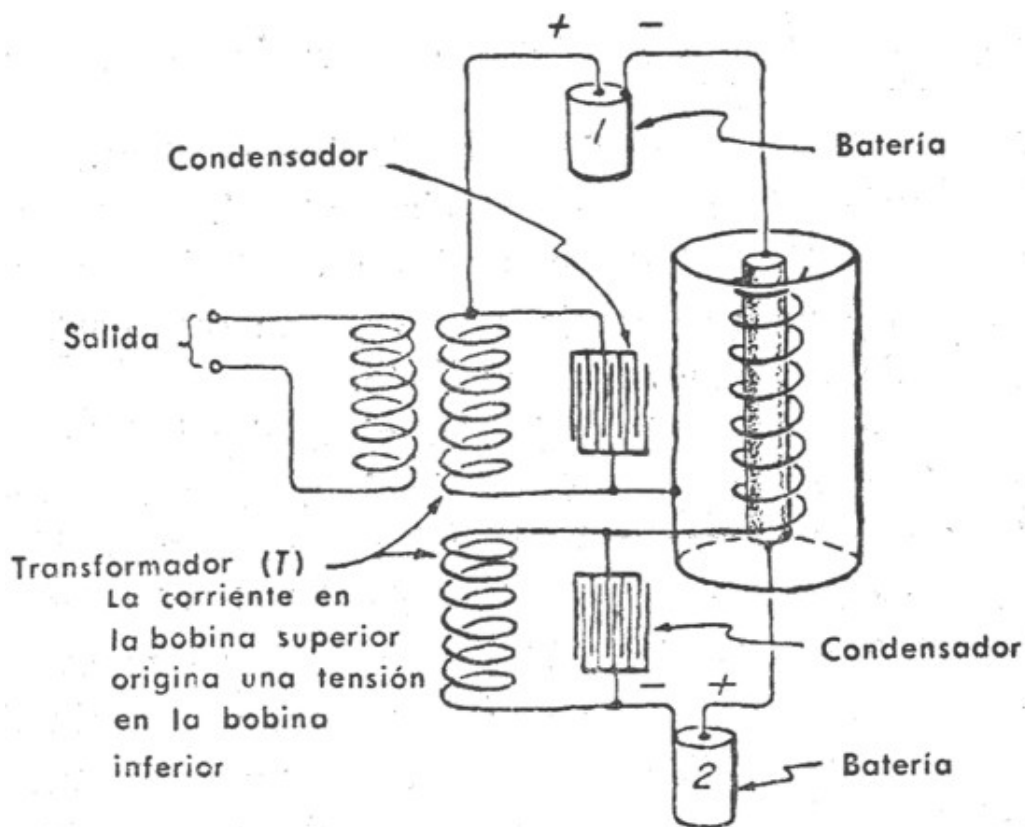 + −
1
Batería
Condensador
Salida
Transformador (T)
La corriente en
la bobina superior
origina una tensión
en la bobina
inferior
Condensador
− +
2
Batería